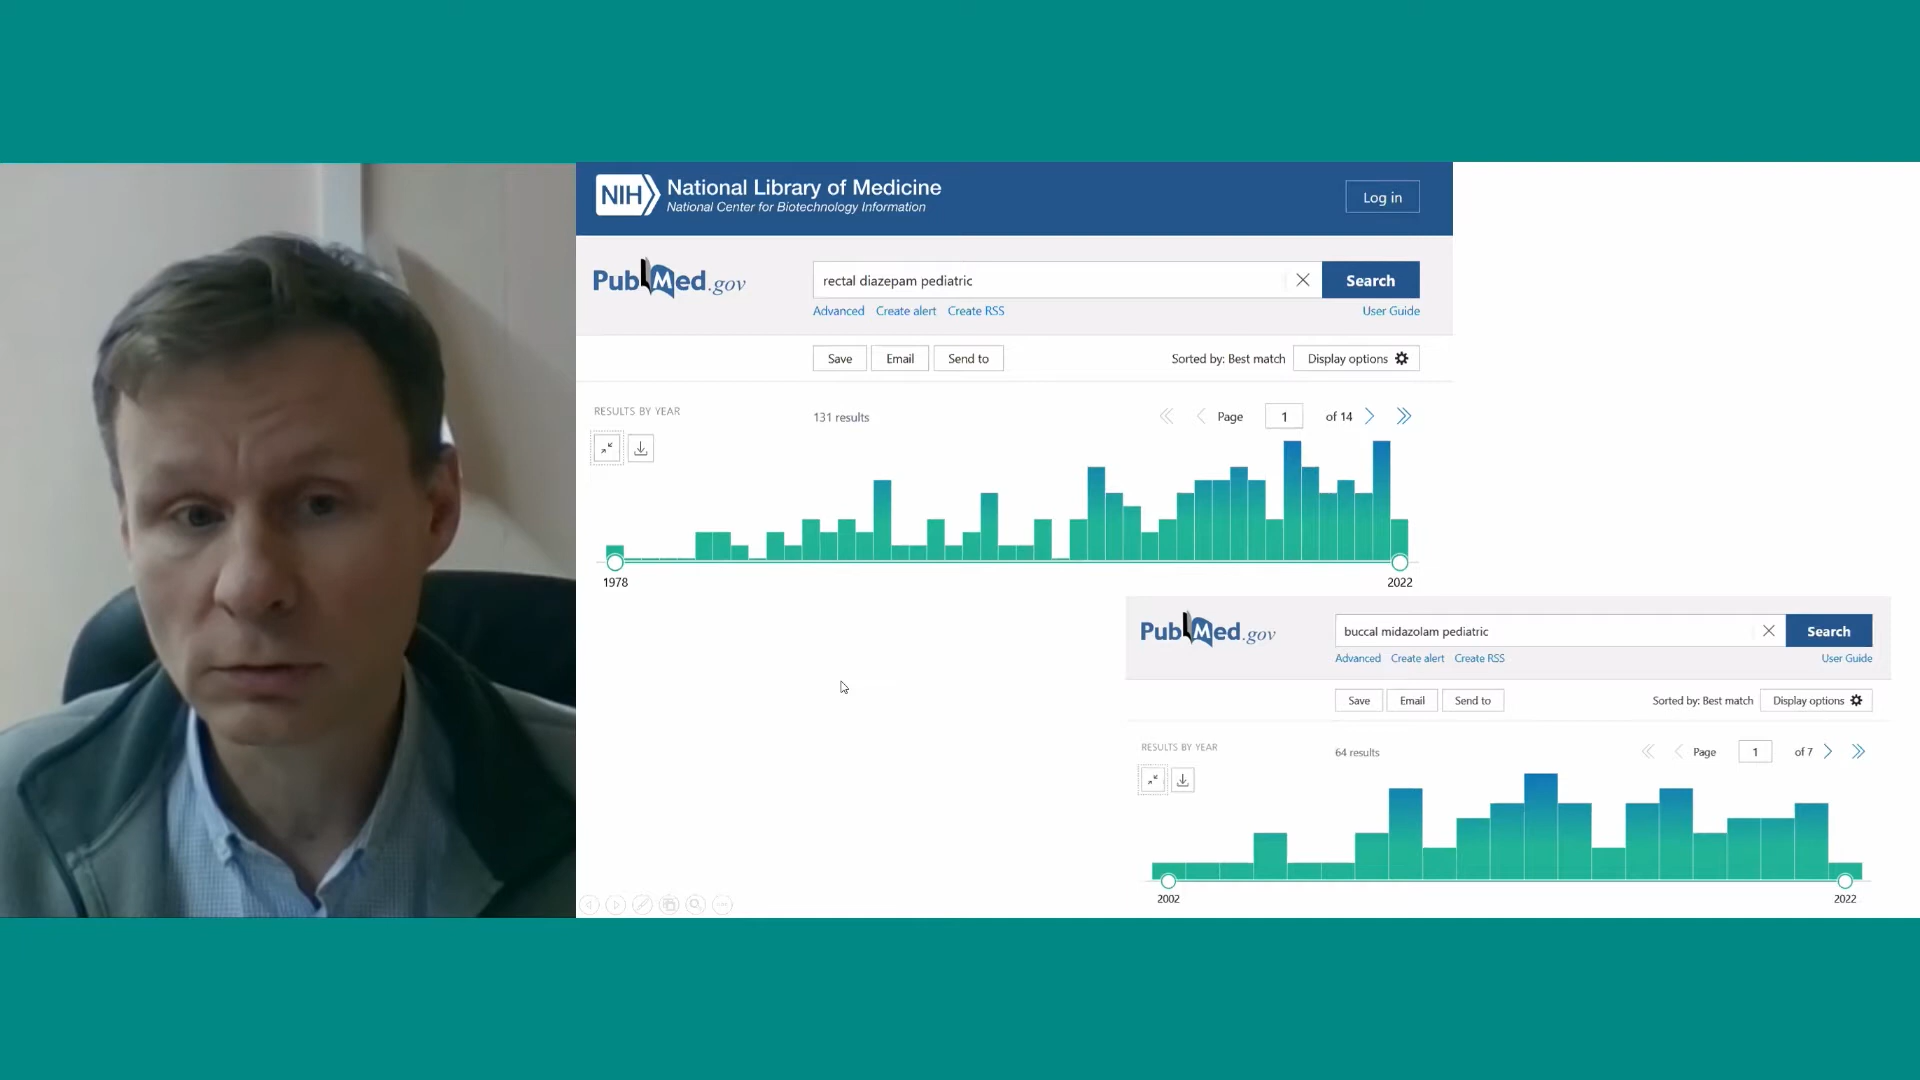 NIH National Library of Medicine
National Center for Biotechnology Information
Log in
PubMed.gov
rectal diazepam pediatric
Search
Advanced Create alert Create RSS
User Guide
Save Email Send to
Sorted by: Best match Display options
RESULTS BY YEAR
131 results
Page 1 of 14
1978 2022
PubMed.gov
buccal midazolam pediatric
Search
Advanced Create alert Create RSS
User Guide
Save Email Send to
Sorted by: Best match Display options
RESULTS BY YEAR
64 results
Page 1 of 7
2002 2022